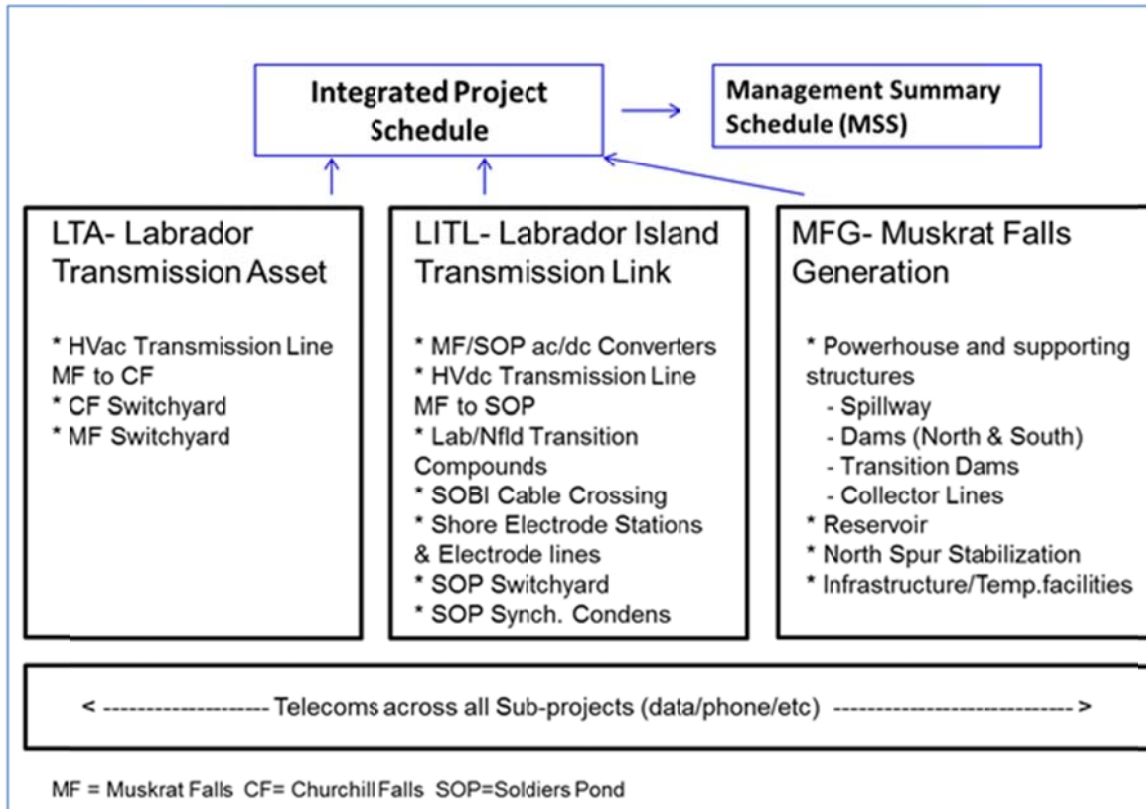 Integrated Project
Schedule
Management Summary
Schedule (MSS)
LTA- Labrador
Transmission Asset
* HVac Transmission Line
MF to CF
* CF Switchyard
* MF Switchyard
LITL- Labrador Island
Transmission Link
* MF/SOP ac/dc Converters
* HVdc Transmission Line
MF to SOP
* Lab/Nfld Transition
Compounds
* SOBI Cable Crossing
* Shore Electrode Stations
& Electrode lines
* SOP Switchyard
* SOP Synch. Condens
MFG- Muskrat Falls
Generation
* Powerhouse and supporting
structures
- Spillway
- Dams (North & South)
- Transition Dams
- Collector Lines
* Reservoir
* North Spur Stabilization
* Infrastructure/Temp.facilities
< -------------------- Telecoms across all Sub-projects (data/phone/etc) ----------------------------- >
MF = Muskrat Falls CF= Churchill Falls SOP=Soldiers Pond